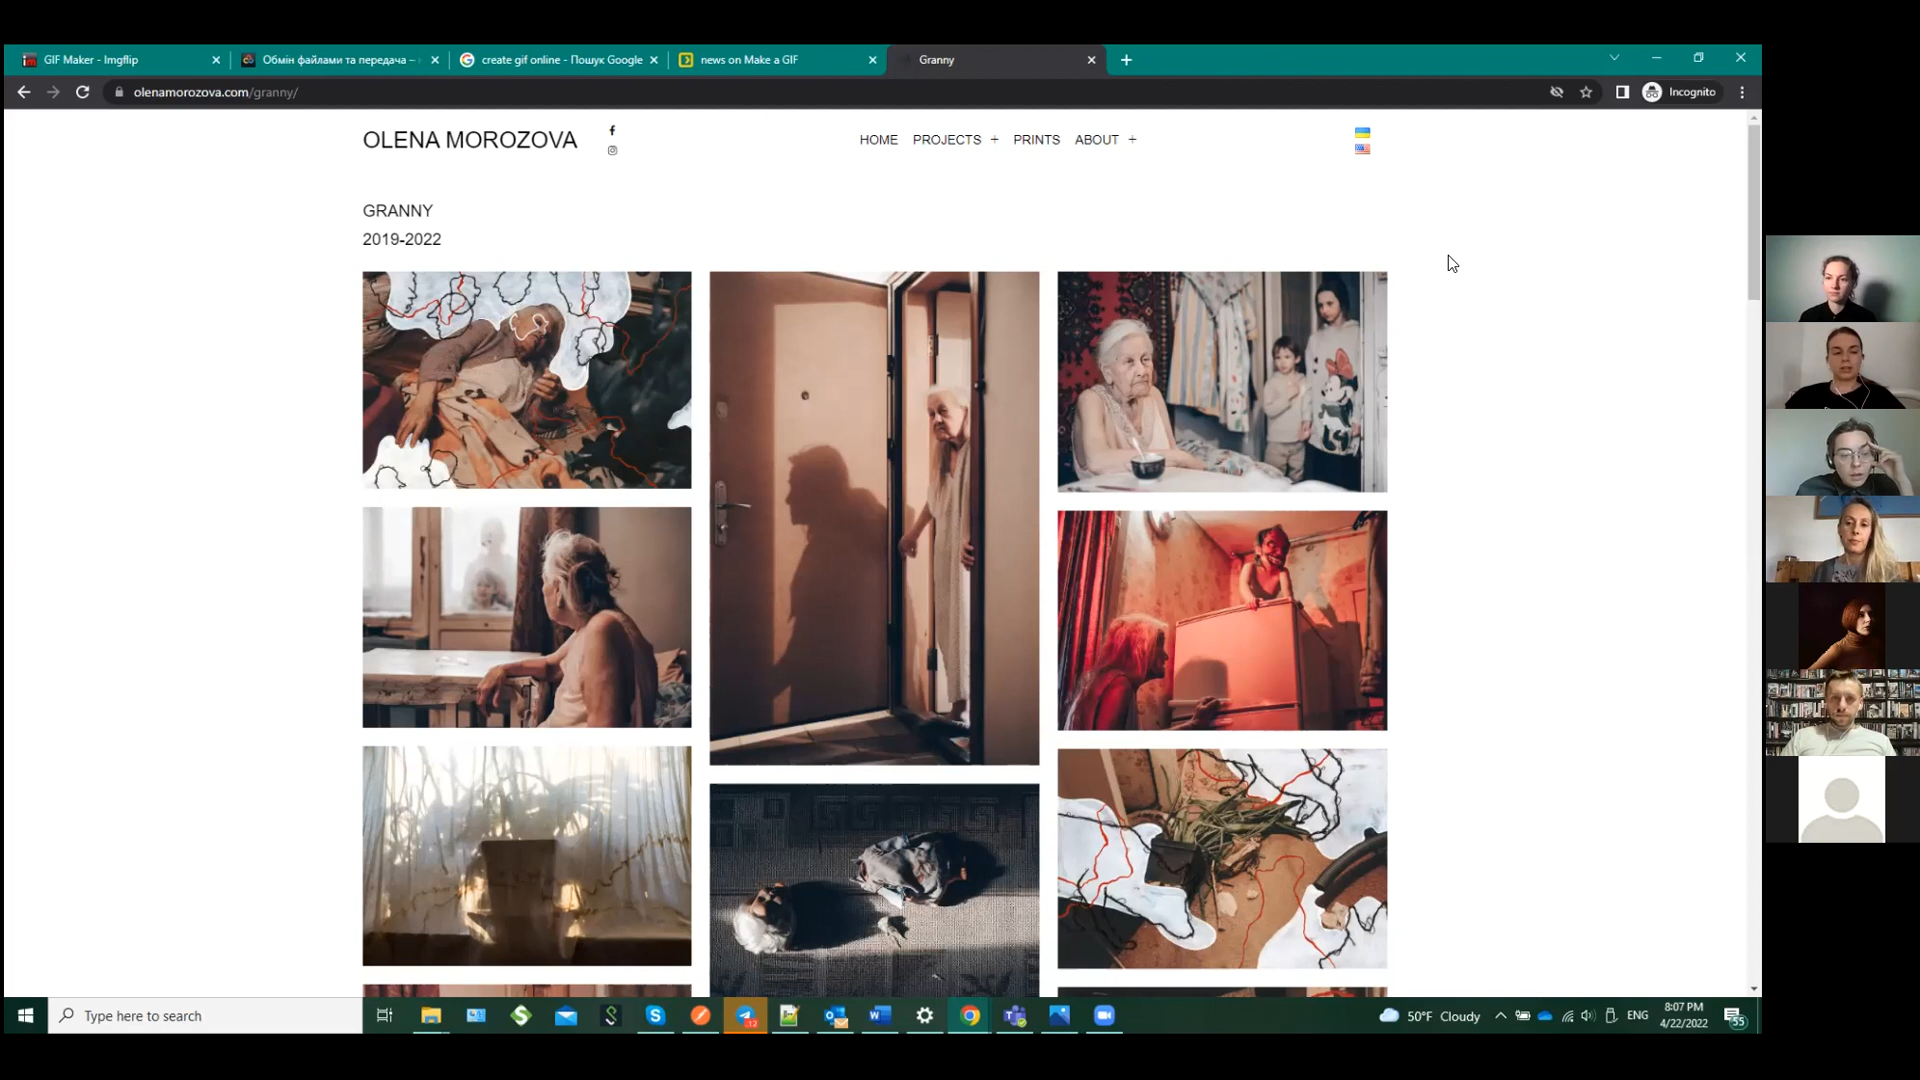 GIF Maker - Imgflip
Обмін файлами та передача –
create gif online - Пошук Google
news on Make a GIF
Granny
olenamorozova.com/granny/
Incognito
OLENA MOROZOVA
HOME PROJECTS + PRINTS ABOUT +
GRANNY
2019-2022
Type here to search
12
50°F Cloudy
ENG
8:07 PM
4/22/2022
55